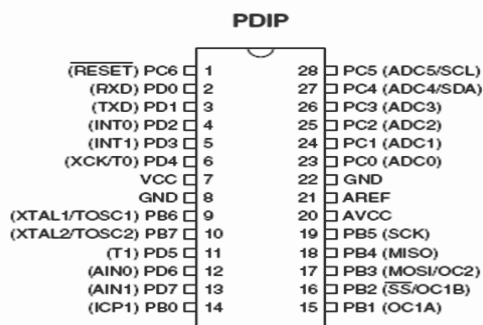 PDIP
(RESET) PC6 1 28 PC5 (ADC5/SCL)
(RXD) PD0 2 27 PC4 (ADC4/SDA)
(TXD) PD1 3 26 PC3 (ADC3)
(INT0) PD2 4 25 PC2 (ADC2)
(INT1) PD3 5 24 PC1 (ADC1)
(XCK/T0) PD4 6 23 PC0 (ADC0)
VCC 7 22 GND
GND 8 21 AREF
(XTAL1/TOSC1) PB6 9 20 AVCC
(XTAL2/TOSC2) PB7 10 19 PB5 (SCK)
(T1) PD5 11 18 PB4 (MISO)
(AIN0) PD6 12 17 PB3 (MOSI/OC2)
(AIN1) PD7 13 16 PB2 (SS/OC1B)
(ICP1) PB0 14 15 PB1 (OC1A)